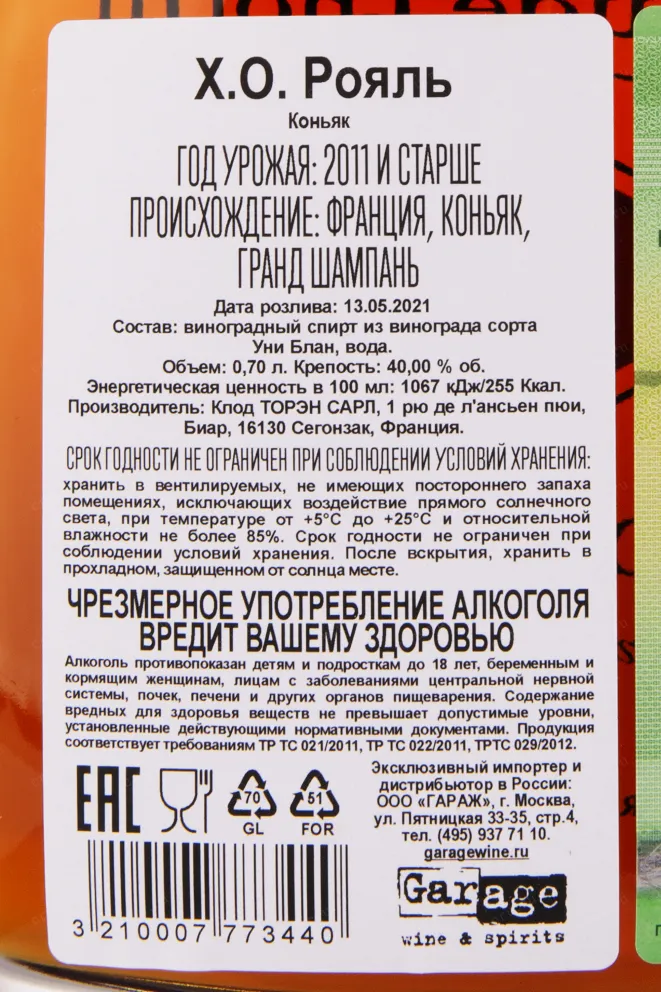 Х.О. Рояль
Коньяк
ГОД УРОЖАЯ: 2011 И СТАРШЕ
ПРОИСХОЖДЕНИЕ: ФРАНЦИЯ, КОНЬЯК,
ГРАНД ШАМПАНЬ
Дата розлива: 13.05.2021
Состав: виноградный спирт из винограда сорта
Уни Блан, вода.
Объем: 0,70 л. Крепость: 40,00 % об.
Энергетическая ценность в 100 мл: 1067 кДж/255 Ккал.
Производитель: Клод ТОРЭН САРЛ, 1 рю де л'ансьен пюи,
Биар, 16130 Сегонзак, Франция.
СРОК ГОДНОСТИ НЕ ОГРАНИЧЕН ПРИ СОБЛЮДЕНИИ УСЛОВИЙ ХРАНЕНИЯ:
хранить в вентилируемых, не имеющих постороннего запаха
помещениях, исключающих воздействие прямого солнечного
света, при температуре от +5°С до +25°С и относительной
влажности не более 85%. Срок годности не ограничен при
соблюдении условий хранения. После вскрытия, хранить в
прохладном, защищенном от солнца месте.
ЧРЕЗМЕРНОЕ УПОТРЕБЛЕНИЕ АЛКОГОЛЯ
ВРЕДИТ ВАШЕМУ ЗДОРОВЬЮ
Алкоголь противопоказан детям и подросткам до 18 лет, беременным и
кормящим женщинам, лицам с заболеваниями центральной нервной
системы, почек, печени и других органов пищеварения. Содержание
вредных для здоровья веществ не превышает допустимые уровни,
установленные действующими нормативными документами. Продукция
соответствует требованиям ТР ТС 021/2011, ТР ТС 022/2011, ТРТС 029/2012.
EAC
70
GL
51
FOR
Эксклюзивный импортер и
дистрибьютор в России:
ООО «ГАРАЖ», г. Москва,
ул. Пятницкая 33-35, стр.4,
тел. (495) 937 71 10.
garagewine.ru
Garage
wine & spirits
3 210007 773440